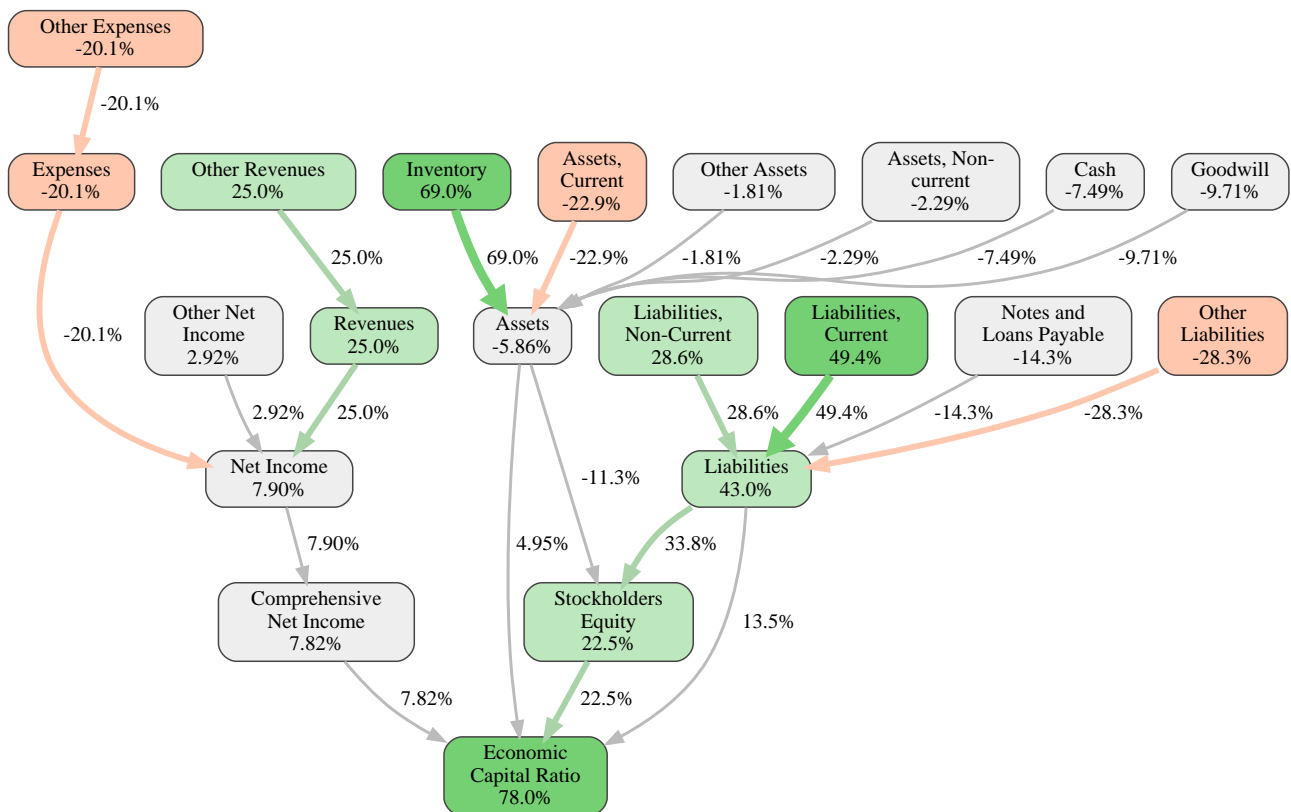 Other Expenses
-20.1%
-20.1%
Expenses
-20.1%
Other Revenues
25.0%
Inventory
69.0%
Assets,
Current
-22.9%
Other Assets
-1.81%
Assets, Non-
current
-2.29%
Cash
-7.49%
Goodwill
-9.71%
25.0%
69.0%
-22.9%
-1.81%
-2.29%
-7.49%
-9.71%
-20.1%
Other Net
Income
2.92%
Revenues
25.0%
Assets
-5.86%
Liabilities,
Non-Current
28.6%
Liabilities,
Current
49.4%
Notes and
Loans Payable
-14.3%
Other
Liabilities
-28.3%
2.92%
25.0%
28.6%
49.4%
-14.3%
-28.3%
Net Income
7.90%
-11.3%
Liabilities
43.0%
7.90%
4.95%
33.8%
Comprehensive
Net Income
7.82%
Stockholders
Equity
22.5%
13.5%
7.82%
22.5%
Economic
Capital Ratio
78.0%